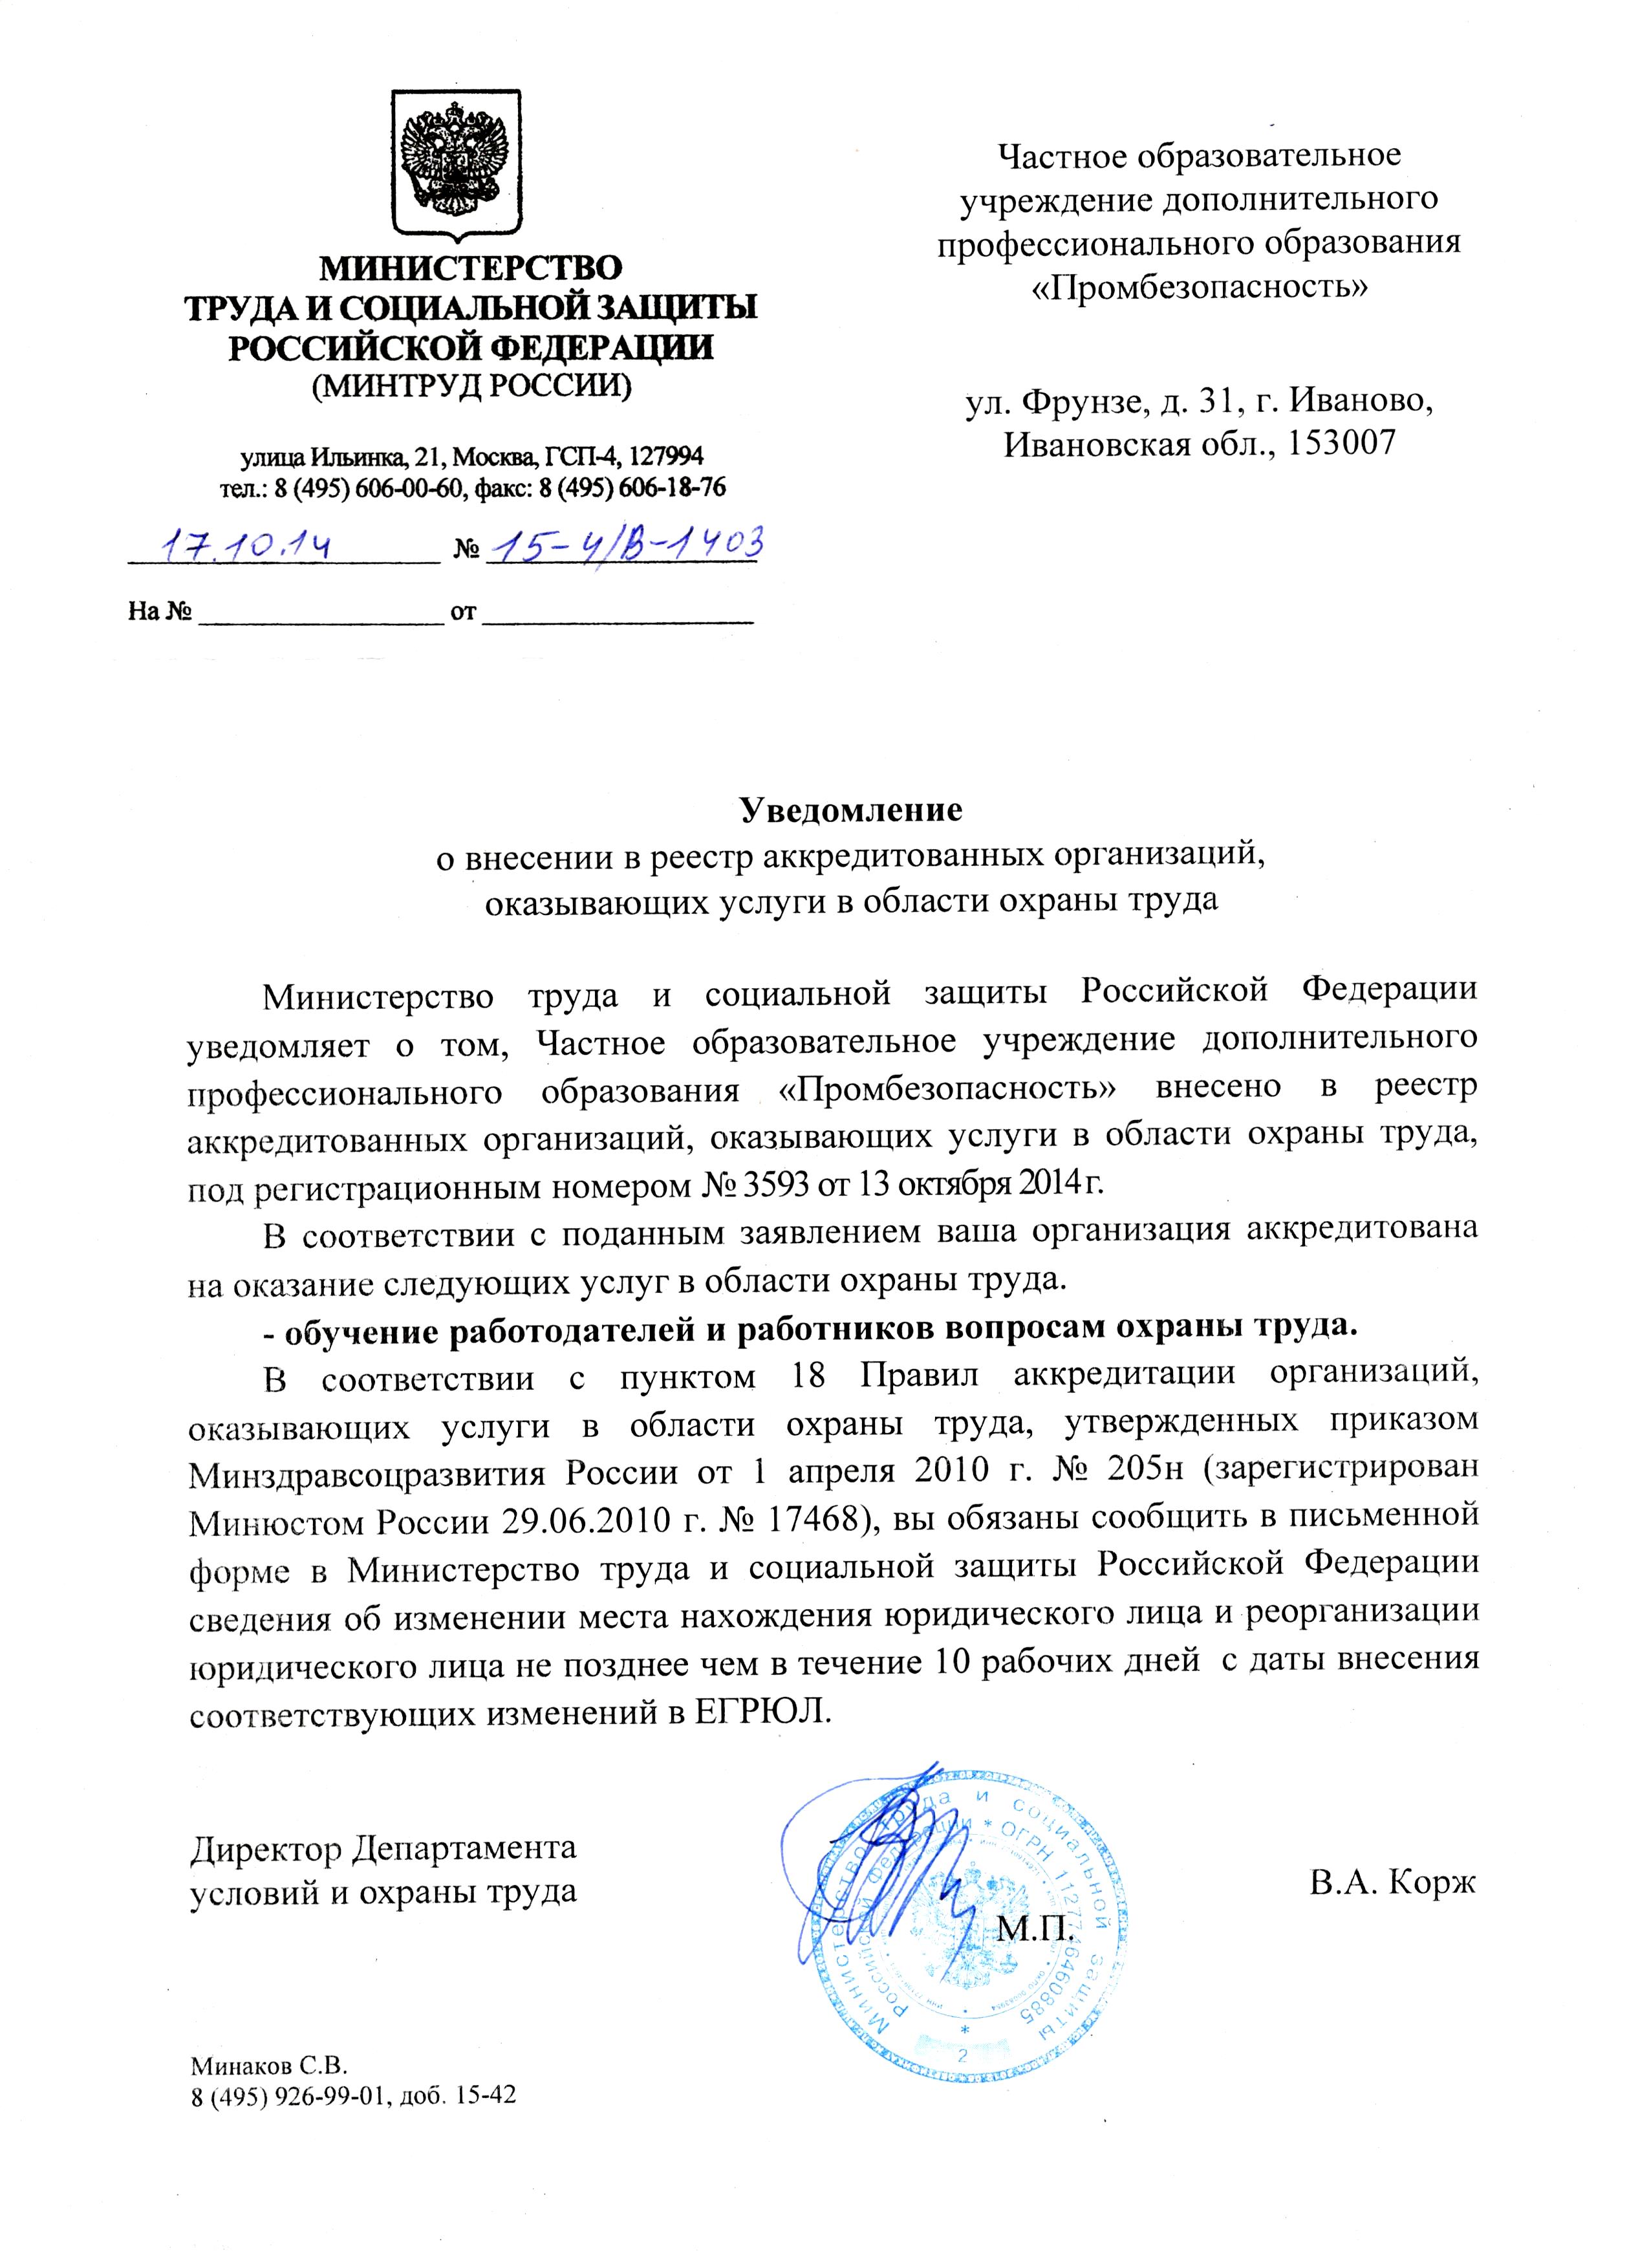 МИНИСТЕРСТВО
ТРУДА И СОЦИАЛЬНОЙ ЗАЩИТЫ
РОССИЙСКОЙ ФЕДЕРАЦИИ
(МИНТРУД РОССИИ)
улица Ильинка, 21, Москва, ГСП-4, 127994
тел.: 8 (495) 606-00-60, факс: 8 (495) 606-18-76
17.10.14 № 15-4/В-1403
На № от
Частное образовательное
учреждение дополнительного
профессионального образования
«Промбезопасность»
ул. Фрунзе, д. 31, г. Иваново,
Ивановская обл., 153007
Уведомление
о внесении в реестр аккредитованных организаций,
оказывающих услуги в области охраны труда
Министерство труда и социальной защиты Российской Федерации
уведомляет о том, Частное образовательное учреждение дополнительного
профессионального образования «Промбезопасность» внесено в реестр
аккредитованных организаций, оказывающих услуги в области охраны труда,
под регистрационным номером № 3593 от 13 октября 2014 г.
В соответствии с поданным заявлением ваша организация аккредитована
на оказание следующих услуг в области охраны труда.
- обучение работодателей и работников вопросам охраны труда.
В соответствии с пунктом 18 Правил аккредитации организаций,
оказывающих услуги в области охраны труда, утвержденных приказом
Минздравсоцразвития России от 1 апреля 2010 г. № 205н (зарегистрирован
Минюстом России 29.06.2010 г. № 17468), вы обязаны сообщить в письменной
форме в Министерство труда и социальной защиты Российской Федерации
сведения об изменении места нахождения юридического лица и реорганизации
юридического лица не позднее чем в течение 10 рабочих дней с даты внесения
соответствующих изменений в ЕГРЮЛ.
Директор Департамента
условий и охраны труда
В.А. Корж
М.П.
Министерство труда и социальной защиты
Российской Федерации * ОГРН 1127746460885
*
2
Минаков С.В.
8 (495) 926-99-01, доб. 15-42